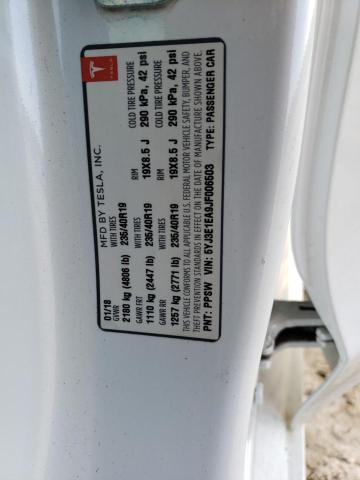 TESLA
MFD BY TESLA, INC.
01/18
GVWR
2180 kg (4806 lb) WITH TIRES 235/40R19 RIM 19X8.5 J COLD TIRE PRESSURE 290 kPa, 42 psi
GAWR FRT
1110 kg (2447 lb) WITH TIRES 235/40R19 RIM 19X8.5 J COLD TIRE PRESSURE 290 kPa, 42 psi
GAWR RR
1257 kg (2771 lb)
THIS VEHICLE CONFORMS TO ALL APPLICABLE U.S. FEDERAL MOTOR VEHICLE SAFETY, BUMPER, AND
THEFT PREVENTION STANDARDS IN EFFECT ON THE DATE OF MANUFACTURE SHOWN ABOVE.
PNT: PPSW VIN: 5YJ3E1EA9JF006503 TYPE: PASSENGER CAR